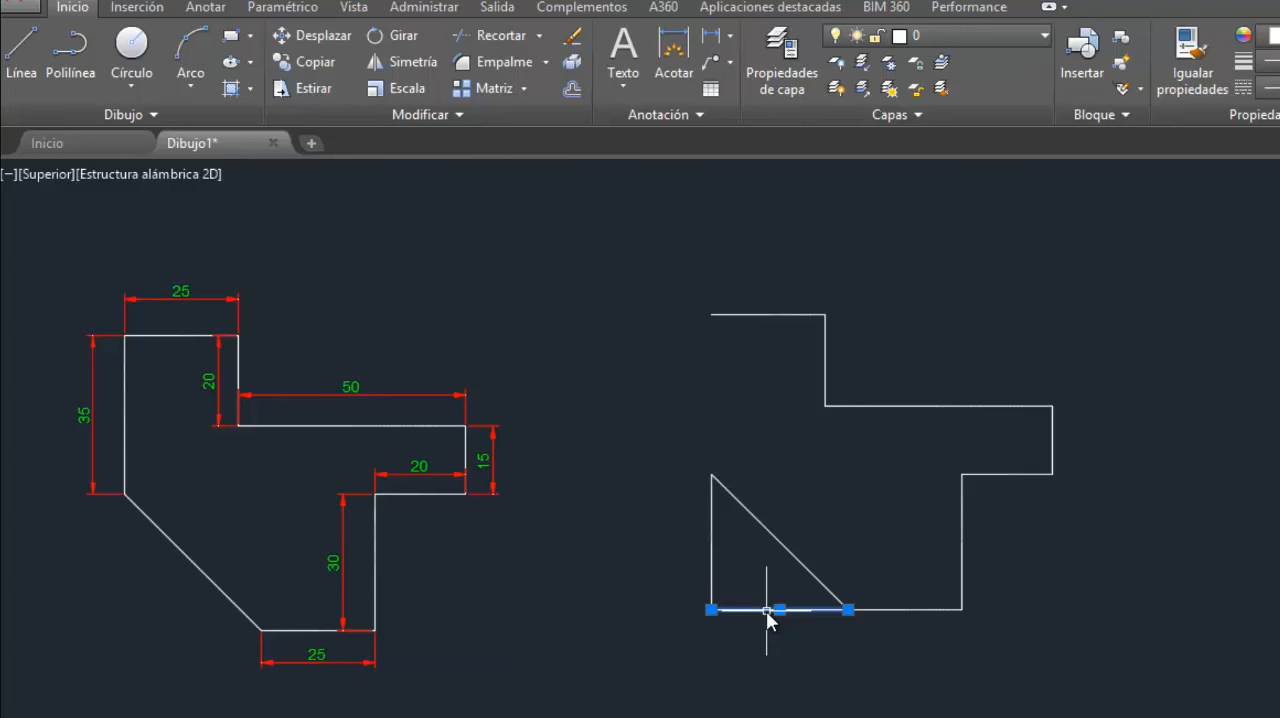 Inicio Inserción Anotar Paramétrico Vista Administrar Salida Complementos A360 Aplicaciones destacadas BIM 360 Performance
Línea Polilínea Círculo Arco
Desplazar Girar Recortar
Copiar Simetría Empalme
Estirar Escala Matriz
Texto Acotar
Propiedades de capa
0
Insertar
Igualar propiedades
Dibujo Modificar Anotación Capas Bloque Propieda
Inicio Dibujo1*
[−][Superior][Estructura alámbrica 2D]
25
20
50
35
15
20
30
25